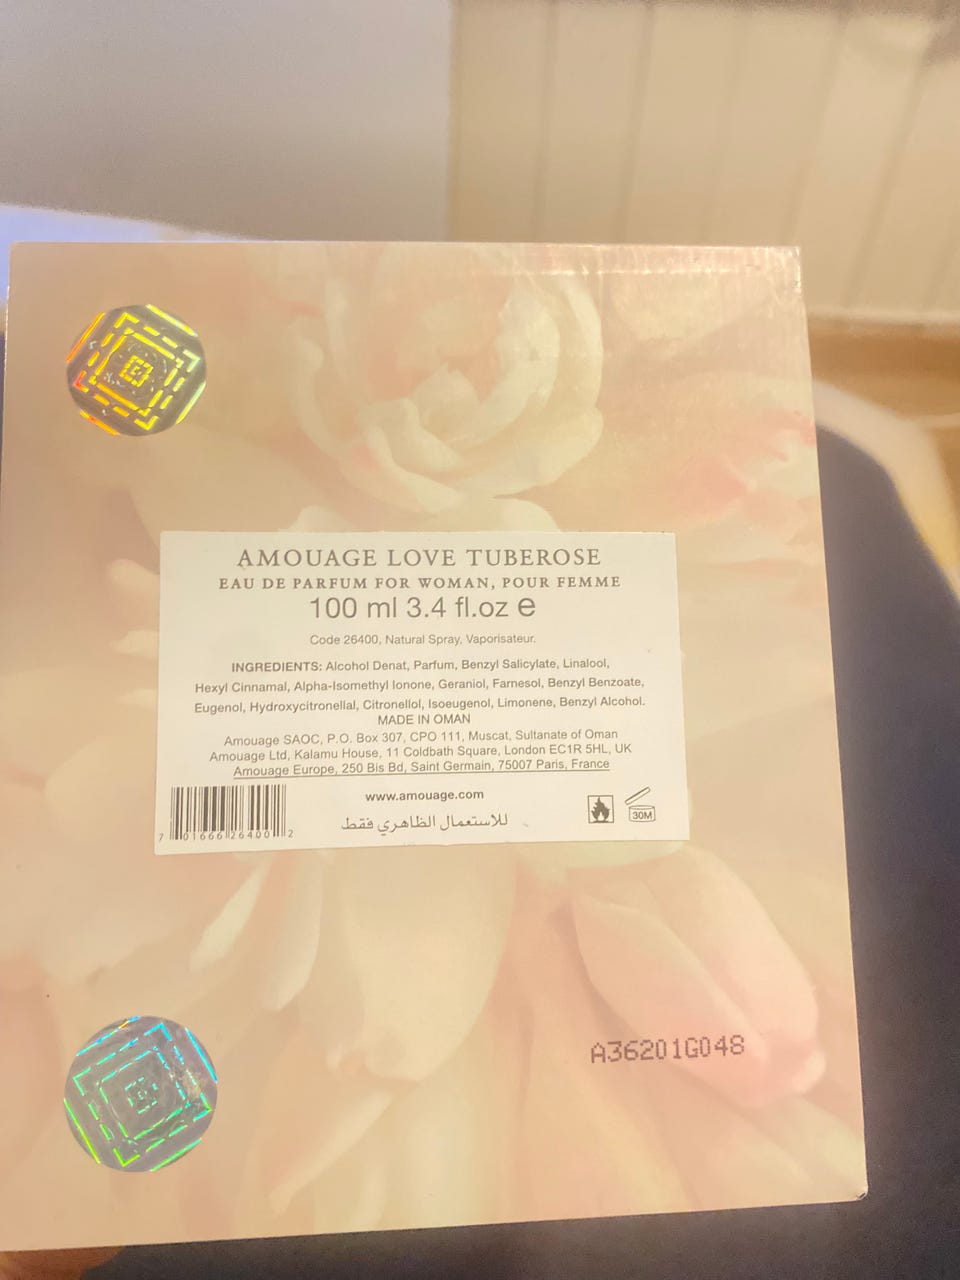 AMOUAGE LOVE TUBEROSE
EAU DE PARFUM FOR WOMAN, POUR FEMME
100 ml 3.4 fl.oz e
Code 26400, Natural Spray, Vaporisateur.
INGREDIENTS: Alcohol Denat, Parfum, Benzyl Salicylate, Linalool,
Hexyl Cinnamal, Alpha-Isomethyl Ionone, Geraniol, Farnesol, Benzyl Benzoate,
Eugenol, Hydroxycitronellal, Citronellol, Isoeugenol, Limonene, Benzyl Alcohol.
MADE IN OMAN
Amouage SAOC, P.O. Box 307, CPO 111, Muscat, Sultanate of Oman
Amouage Ltd, Kalamu House, 11 Coldbath Square, London EC1R 5HL, UK
Amouage Europe, 250 Bis Bd, Saint Germain, 75007 Paris, France
www.amouage.com
للاستعمال الظاهري فقط
30M
7 01666 26400 2
A36201G048